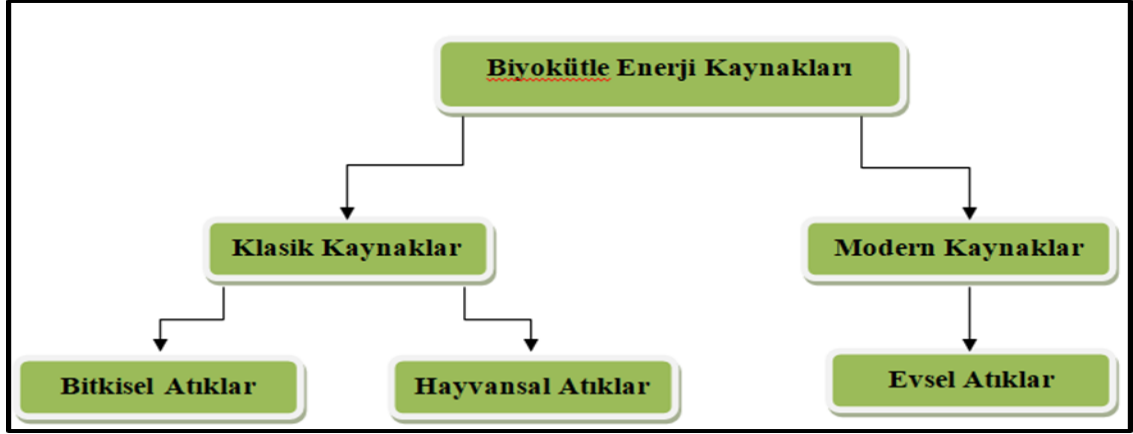 Biyokütle Enerji Kaynakları
Klasik Kaynaklar
Modern Kaynaklar
Bitkisel Atıklar
Hayvansal Atıklar
Evsel Atıklar